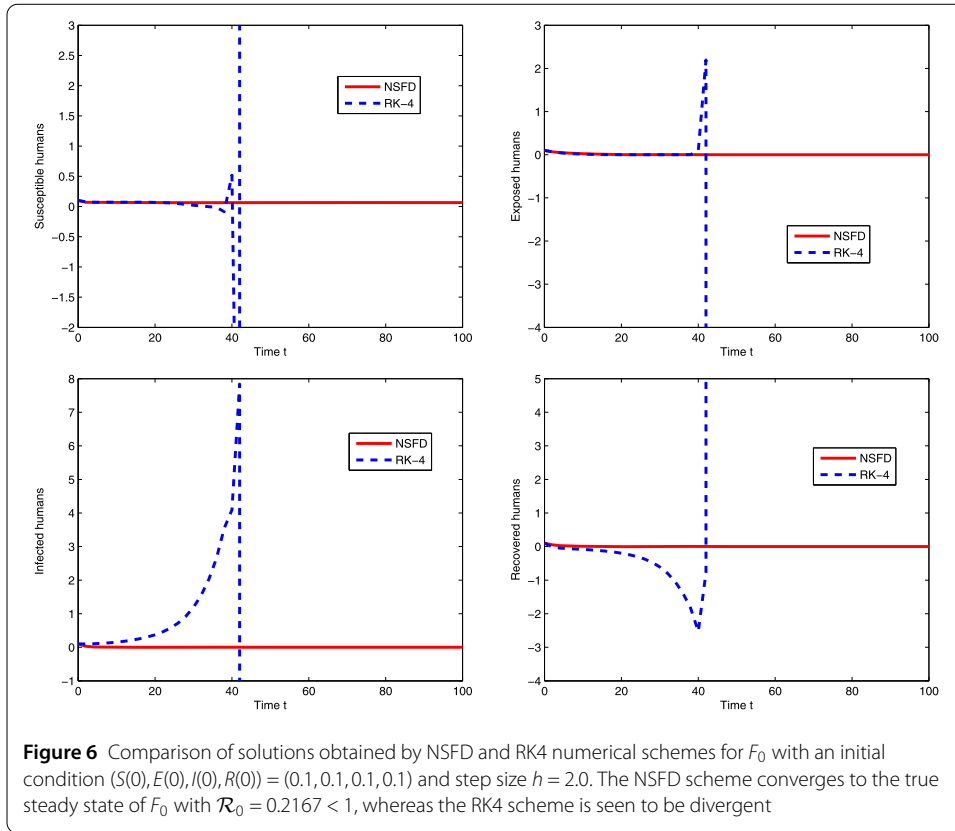 3
2.5
2
1.5
1
0.5
0
−0.5
−1
−1.5
−2
Susceptible humans
NSFD
RK−4
0 20 40 60 80 100
Time t
3
2
1
0
−1
−2
−3
−4
Exposed humans
NSFD
RK−4
0 20 40 60 80 100
Time t
8
7
6
5
4
3
2
1
0
−1
Infected humans
NSFD
RK−4
0 20 40 60 80 100
Time t
5
4
3
2
1
0
−1
−2
−3
−4
Recovered humans
NSFD
RK−4
0 20 40 60 80 100
Time t
Figure 6 Comparison of solutions obtained by NSFD and RK4 numerical schemes for F₀ with an initial
condition (S(0), E(0), I(0), R(0)) = (0.1, 0.1, 0.1, 0.1) and step size h = 2.0. The NSFD scheme converges to the true
steady state of F₀ with ℛ₀ = 0.2167 < 1, whereas the RK4 scheme is seen to be divergent